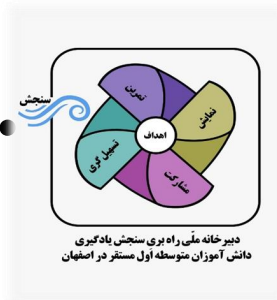 سنجش
تمرین
نمایش
اهداف
تسهیل گری
مشارکت
دبیرخانه ملّی راه بری سنجش یادگیری
دانش آموزان متوسطه اول مستقر در اصفهان